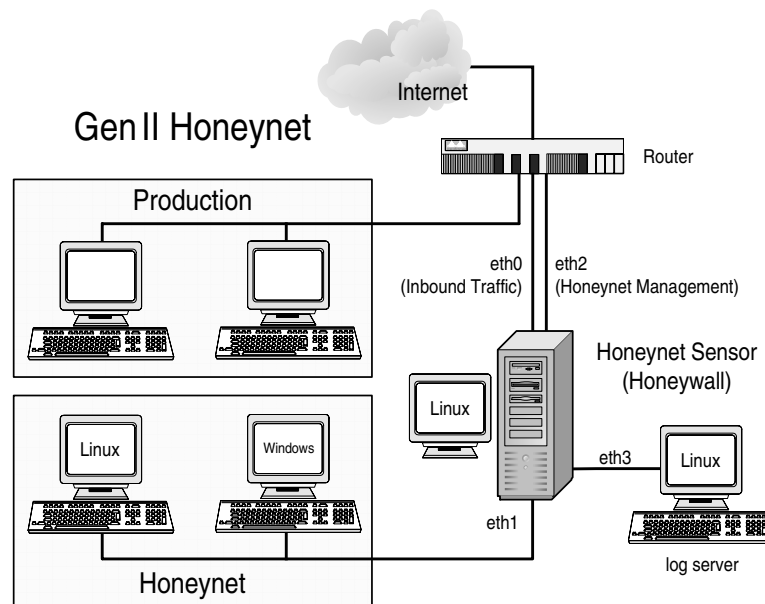 Internet
Gen II Honeynet
Router
Production
eth0
(Inbound Traffic)
eth2
(Honeynet Management)
Honeynet Sensor
(Honeywall)
Linux
Linux
Windows
eth3
Linux
eth1
log server
Honeynet